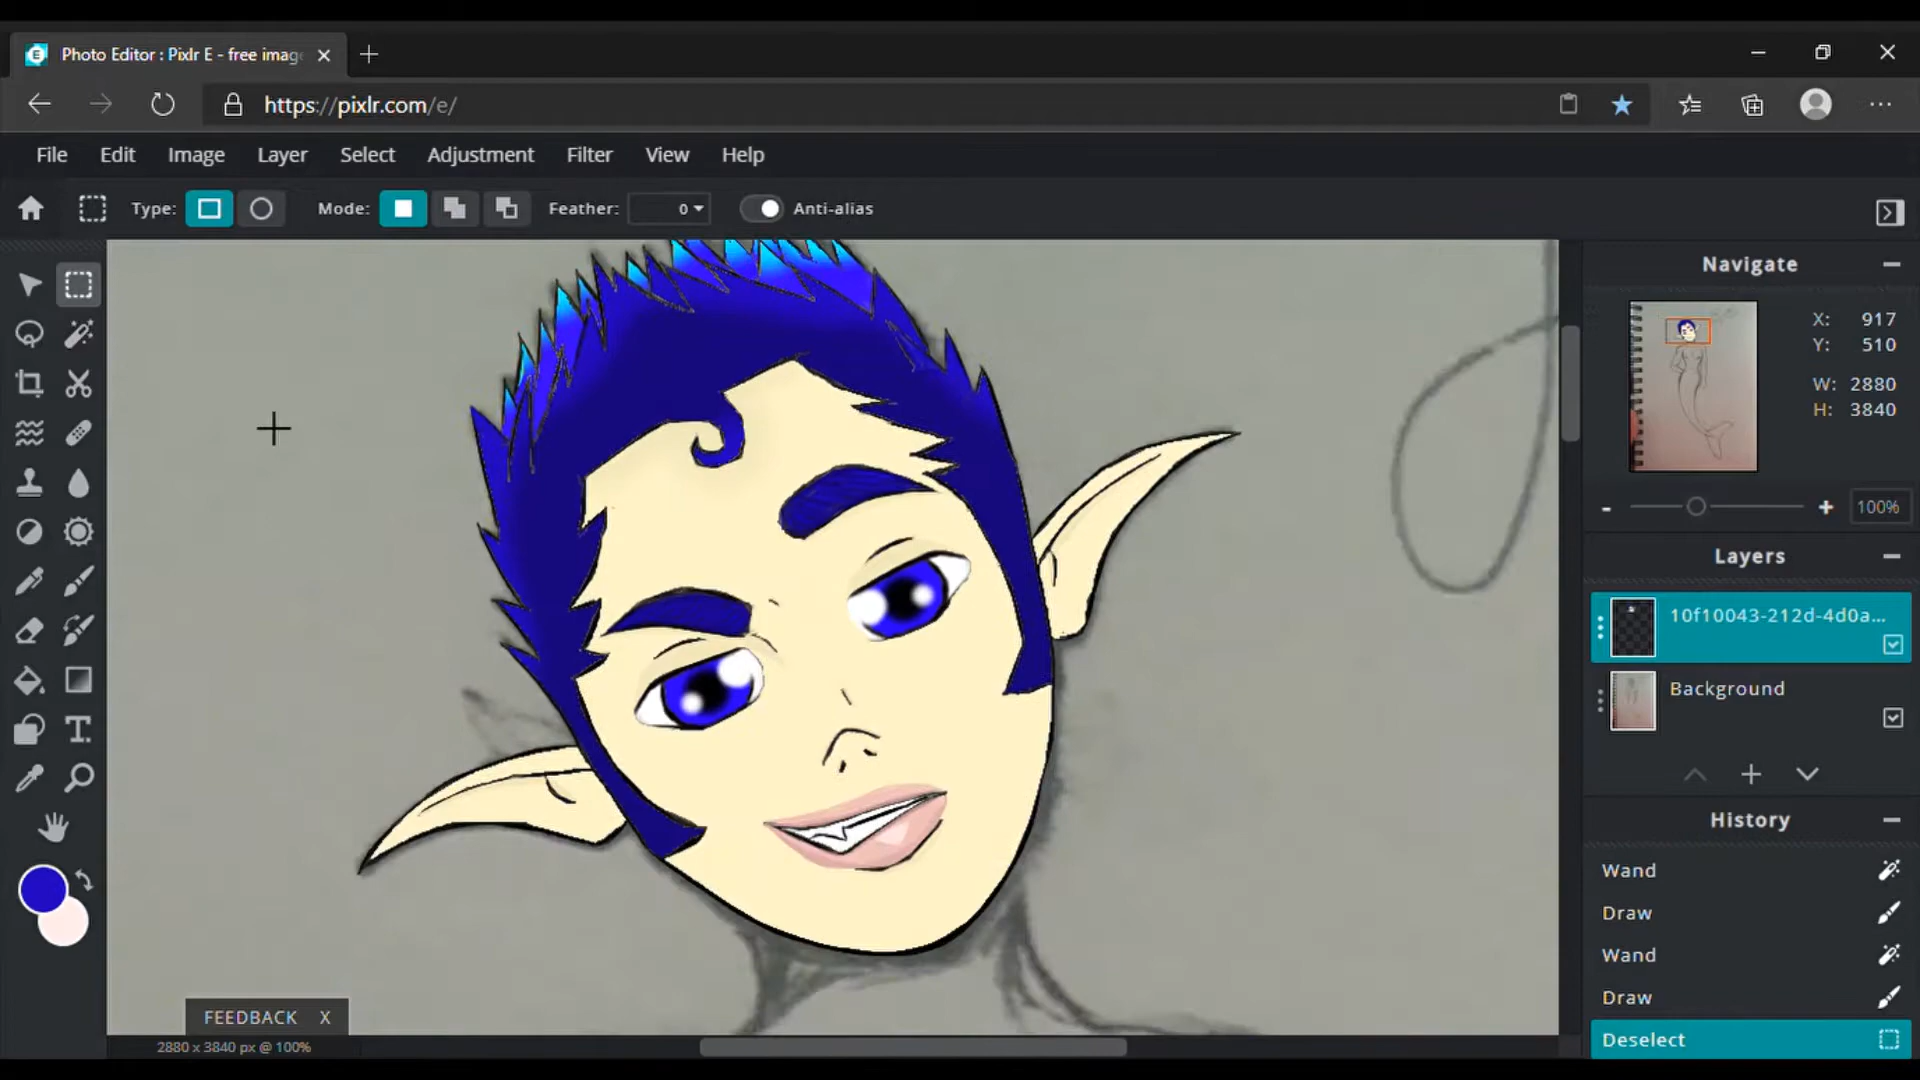 Photo Editor : Pixlr E - free imag
https://pixlr.com/e/
File Edit Image Layer Select Adjustment Filter View Help
Type: Mode: Feather: 0 Anti-alias
Navigate
X: 917
Y: 510
W: 2880
H: 3840
- + 100%
Layers
10f10043-212d-4d0a...
Background
History
Wand
Draw
Wand
Draw
Deselect
FEEDBACK X
2880 x 3840 px @ 100%